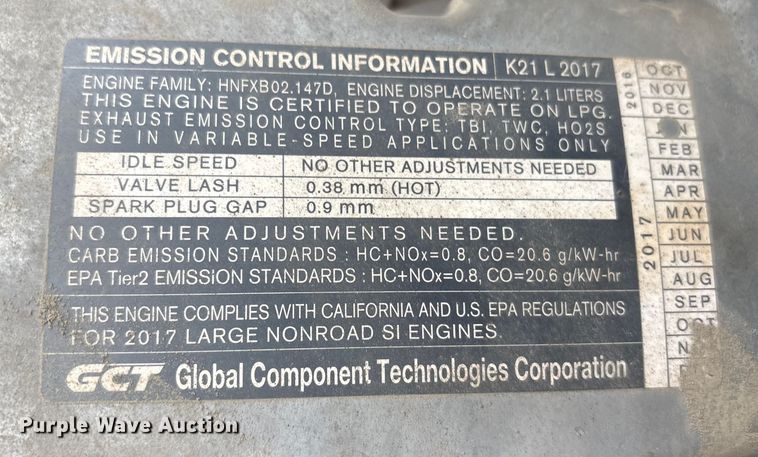 EMISSION CONTROL INFORMATION K21 L 2017
ENGINE FAMILY: HNFXB02.147D, ENGINE DISPLACEMENT: 2.1 LITERS
THIS ENGINE IS CERTIFIED TO OPERATE ON LPG.
EXHAUST EMISSION CONTROL TYPE: TBI, TWC, HO2S
USE IN VARIABLE-SPEED APPLICATIONS ONLY
IDLE SPEED NO OTHER ADJUSTMENTS NEEDED
VALVE LASH 0.38 mm (HOT)
SPARK PLUG GAP 0.9 mm
NO OTHER ADJUSTMENTS NEEDED.
CARB EMISSION STANDARDS : HC+NOx=0.8, CO=20.6 g/kW-hr
EPA Tier2 EMISSION STANDARDS : HC+NOx=0.8, CO=20.6 g/kW-hr
THIS ENGINE COMPLIES WITH CALIFORNIA AND U.S. EPA REGULATIONS
FOR 2017 LARGE NONROAD SI ENGINES.
GCT Global Component Technologies Corporation
2016
OCT
NOV
DEC
2017
JAN
FEB
MAR
APR
MAY
JUN
JUL
AUG
SEP
OCT
N
Purple Wave Auction